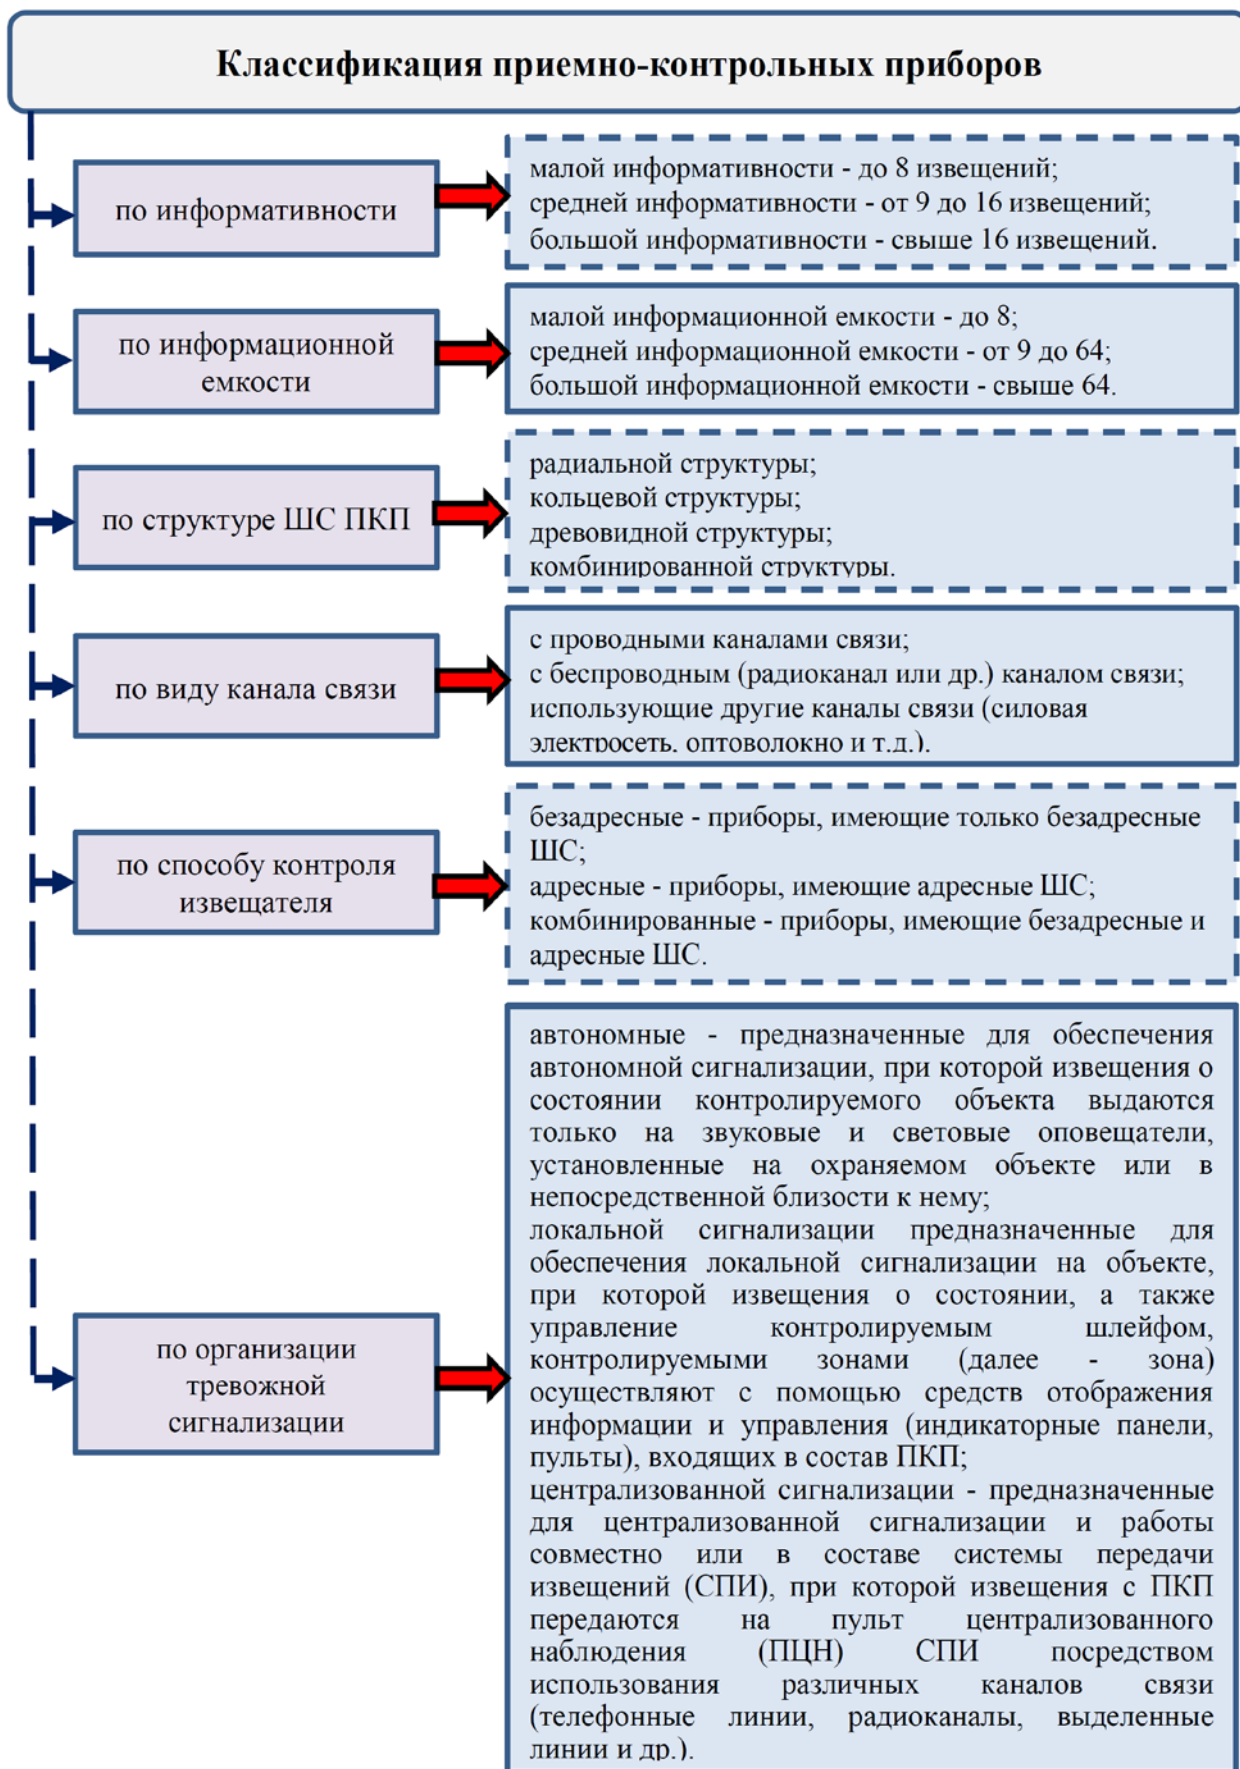 Классификация приемно-контрольных приборов
по информативности
малой информативности - до 8 извещений;
средней информативности - от 9 до 16 извещений;
большой информативности - свыше 16 извещений.
по информационной
емкости
малой информационной емкости - до 8;
средней информационной емкости - от 9 до 64;
большой информационной емкости - свыше 64.
по структуре ШС ПКП
радиальной структуры;
кольцевой структуры;
древовидной структуры;
комбинированной структуры.
по виду канала связи
с проводными каналами связи;
с беспроводным (радиоканал или др.) каналом связи;
использующие другие каналы связи (силовая
электросеть, оптоволокно и т.д.).
по способу контроля
извещателя
безадресные - приборы, имеющие только безадресные
ШС;
адресные - приборы, имеющие адресные ШС;
комбинированные - приборы, имеющие безадресные и
адресные ШС.
по организации
тревожной
сигнализации
автономные - предназначенные для обеспечения
автономной сигнализации, при которой извещения о
состоянии контролируемого объекта выдаются
только на звуковые и световые оповещатели,
установленные на охраняемом объекте или в
непосредственной близости к нему;
локальной сигнализации предназначенные для
обеспечения локальной сигнализации на объекте,
при которой извещения о состоянии, а также
управление контролируемым шлейфом,
контролируемыми зонами (далее - зона)
осуществляют с помощью средств отображения
информации и управления (индикаторные панели,
пульты), входящих в состав ПКП;
централизованной сигнализации - предназначенные
для централизованной сигнализации и работы
совместно или в составе системы передачи
извещений (СПИ), при которой извещения с ПКП
передаются на пульт централизованного
наблюдения (ПЦН) СПИ посредством
использования различных каналов связи
(телефонные линии, радиоканалы, выделенные
линии и др.).